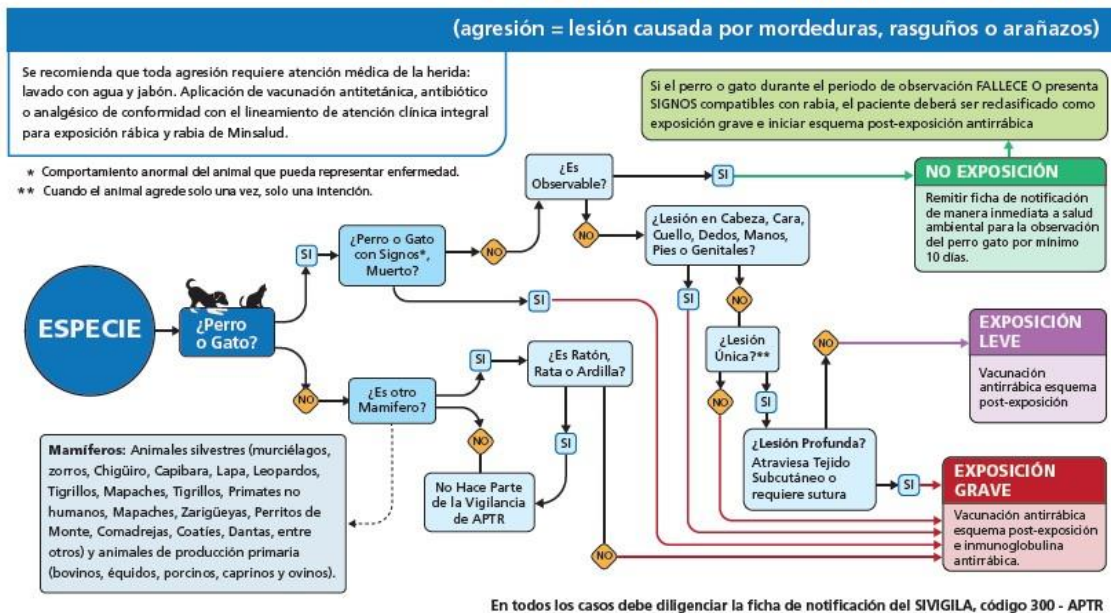 (agresión = lesión causada por mordeduras, rasguños o arañazos)
Se recomienda que toda agresión requiere atención médica de la herida:
lavado con agua y jabón. Aplicación de vacunación antitetánica, antibiótico
o analgésico de conformidad con el lineamiento de atención clínica integral
para exposición rábica y rabia de Minsalud.
* Comportamiento anormal del animal que pueda representar enfermedad.
** Cuando el animal agrede solo una vez, solo una intención.
Si el perro o gato durante el periodo de observación FALLECE O presenta
SIGNOS compatibles con rabia, el paciente deberá ser reclasificado como
exposición grave e iniciar esquema post-exposición antirrábica
¿Es
Observable?
SI
NO EXPOSICIÓN
Remitir ficha de notificación
de manera inmediata a salud
ambiental para la observación
del perro gato por mínimo
10 días.
NO
¿Lesión en Cabeza, Cara,
Cuello, Dedos, Manos,
Pies o Genitales?
SI
¿Perro o Gato
con Signos*,
Muerto?
NO
SI
SI
NO
ESPECIE
¿Perro
o Gato?
¿Lesión
Única?**
NO
EXPOSICIÓN
LEVE
Vacunación
antirrábica esquema
post-exposición
NO
¿Es otro
Mamifero?
SI
¿Es Ratón,
Rata o Ardilla?
NO
SI
NO
SI
¿Lesión Profunda?
Atraviesa Tejido
Subcutáneo o
requiere sutura
SI
EXPOSICIÓN
GRAVE
Vacunación antirrábica
esquema post-exposición
e inmunoglobulina
antirrábica.
No Hace Parte
de la Vigilancia
de APTR
NO
Mamíferos: Animales silvestres (murciélagos,
zorros, Chigüiro, Capibara, Lapa, Leopardos,
Tigrillos, Mapaches, Tigrillos, Primates no
humanos, Mapaches, Zarigüeyas, Perritos de
Monte, Comadrejas, Coatíes, Dantas, entre
otros) y animales de producción primaria
(bovinos, équidos, porcinos, caprinos y ovinos).
En todos los casos debe diligenciar la ficha de notificación del SIVIGILA, código 300 - APTR